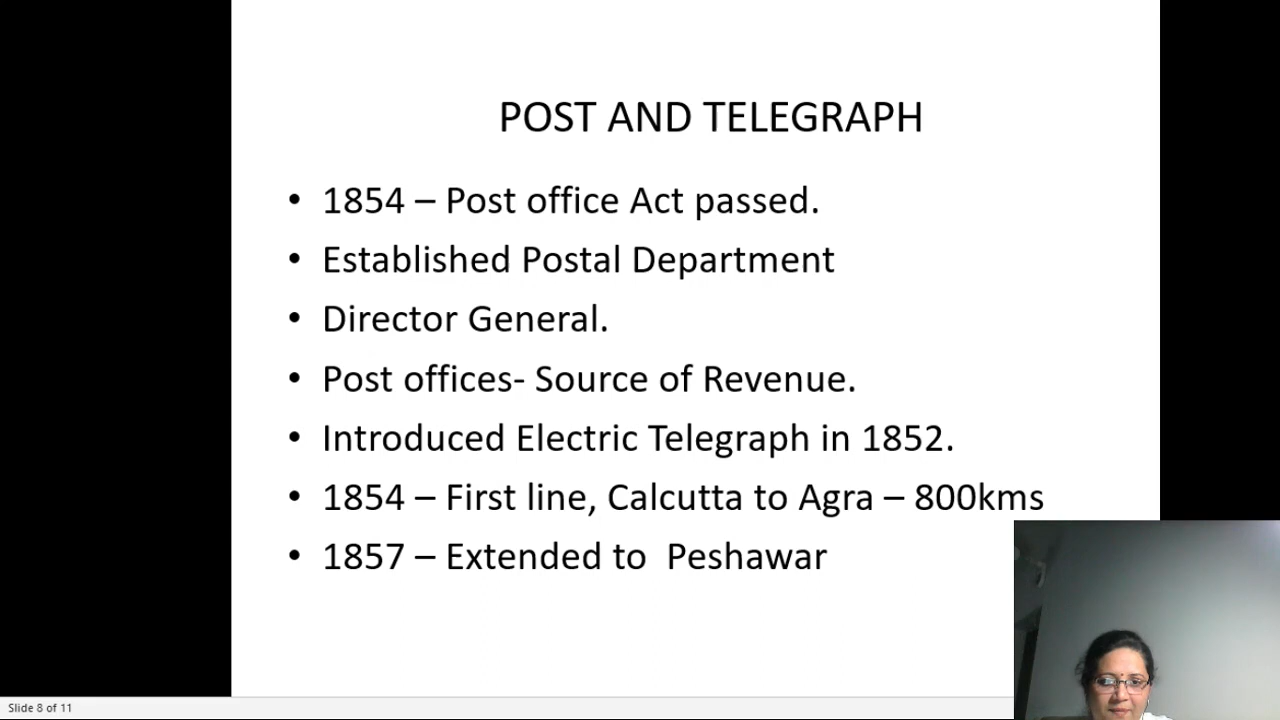 POST AND TELEGRAPH
• 1854 – Post office Act passed.
• Established Postal Department
• Director General.
• Post offices- Source of Revenue.
• Introduced Electric Telegraph in 1852.
• 1854 – First line, Calcutta to Agra – 800kms
• 1857 – Extended to  Peshawar
Slide 8 of 11